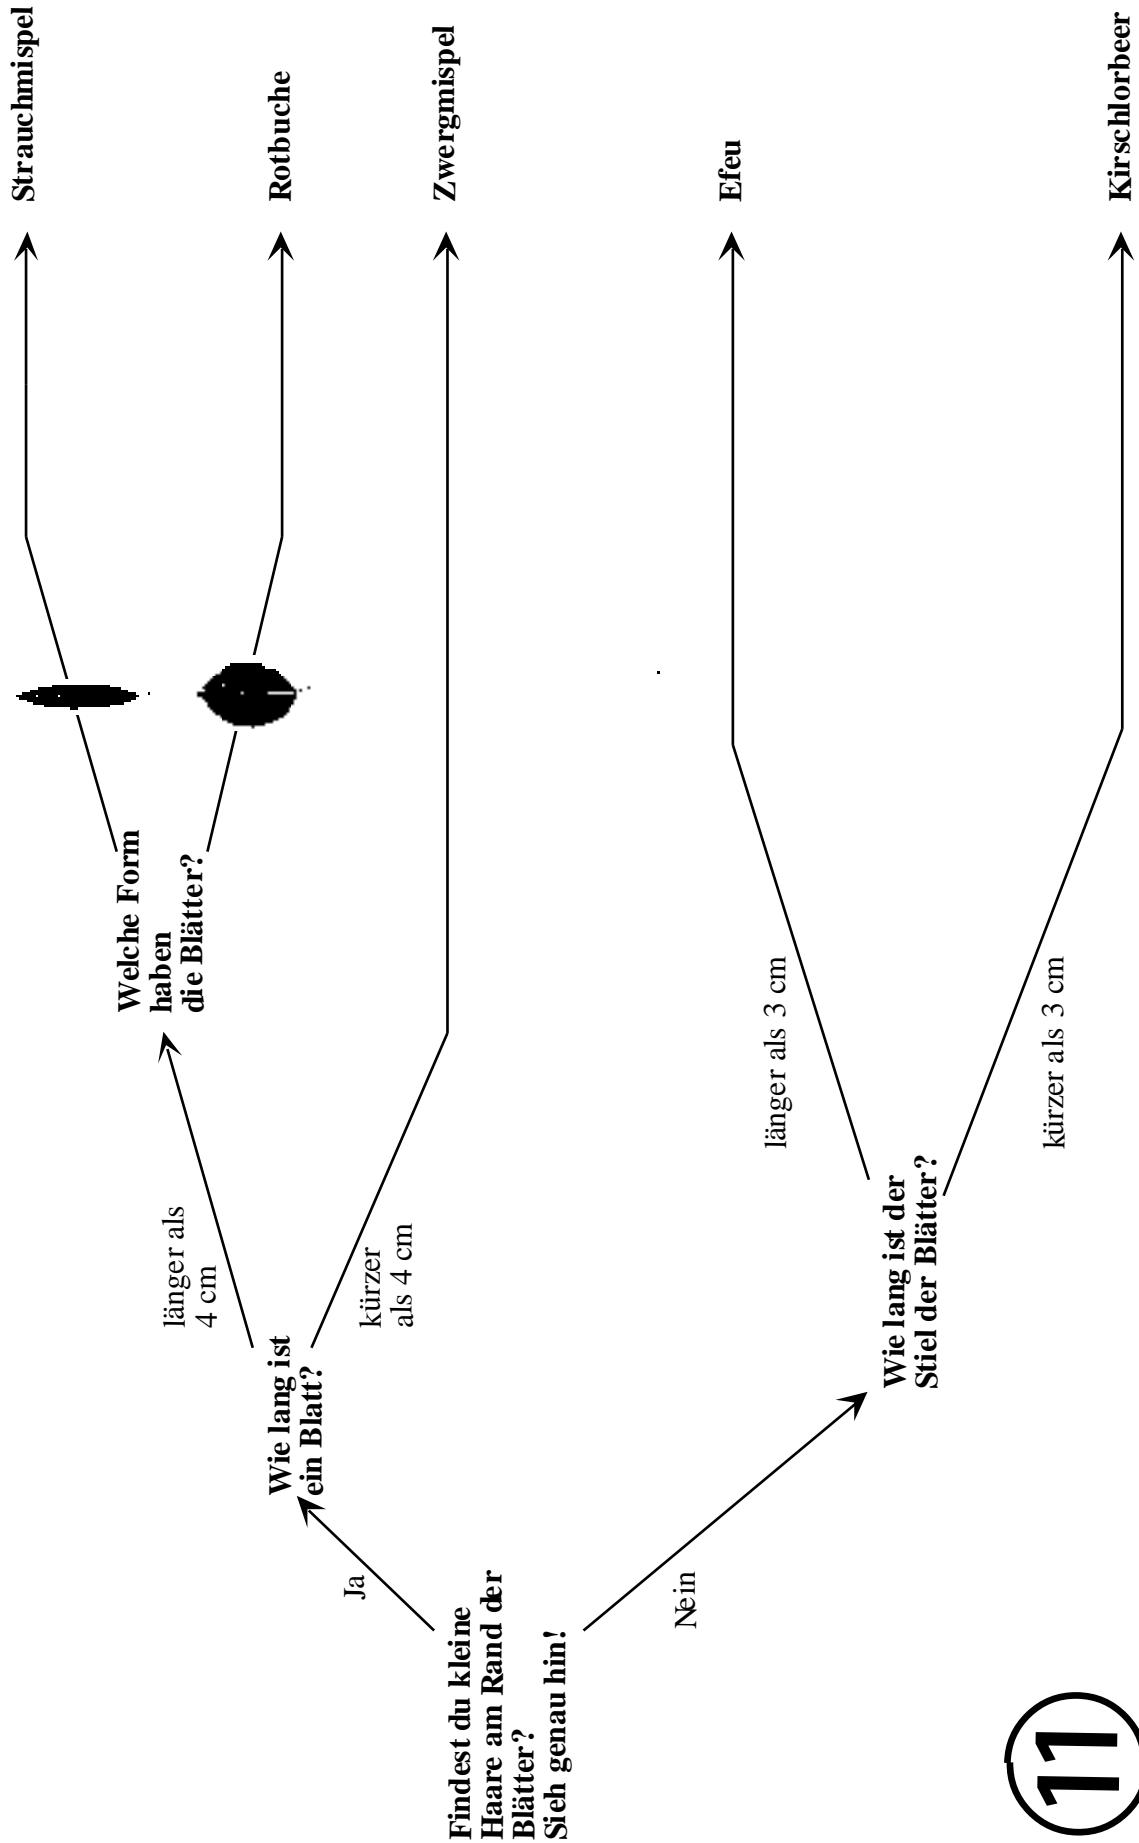 Findest du kleine
Haare am Rand der
Blätter?
Sieh genau hin!
Ja
Nein
Wie lang ist
ein Blatt?
länger als
4 cm
kürzer
als 4 cm
Welche Form
haben
die Blätter?
Strauchmispel
Rotbuche
Zwergmispel
Wie lang ist der
Stiel der Blätter?
länger als 3 cm
kürzer als 3 cm
Efeu
Kirschlorbeer
11